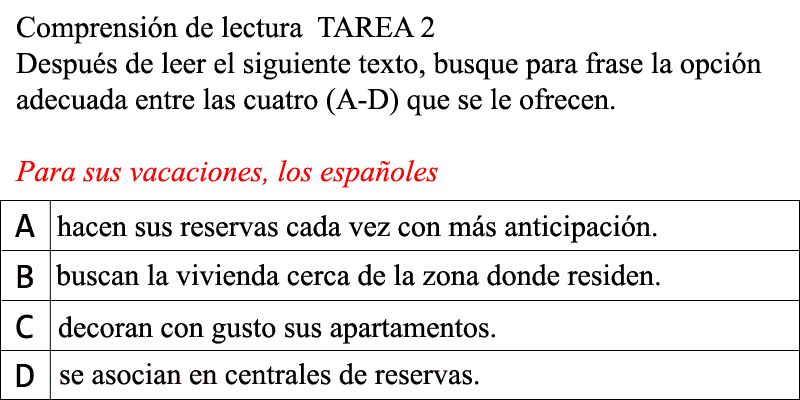 Comprensión de lectura TAREA 2
Después de leer el siguiente texto, busque para frase la opción
adecuada entre las cuatro (A-D) que se le ofrecen.
Para sus vacaciones, los españoles
A hacen sus reservas cada vez con más anticipación.
B buscan la vivienda cerca de la zona donde residen.
C decoran con gusto sus apartamentos.
D se asocian en centrales de reservas.